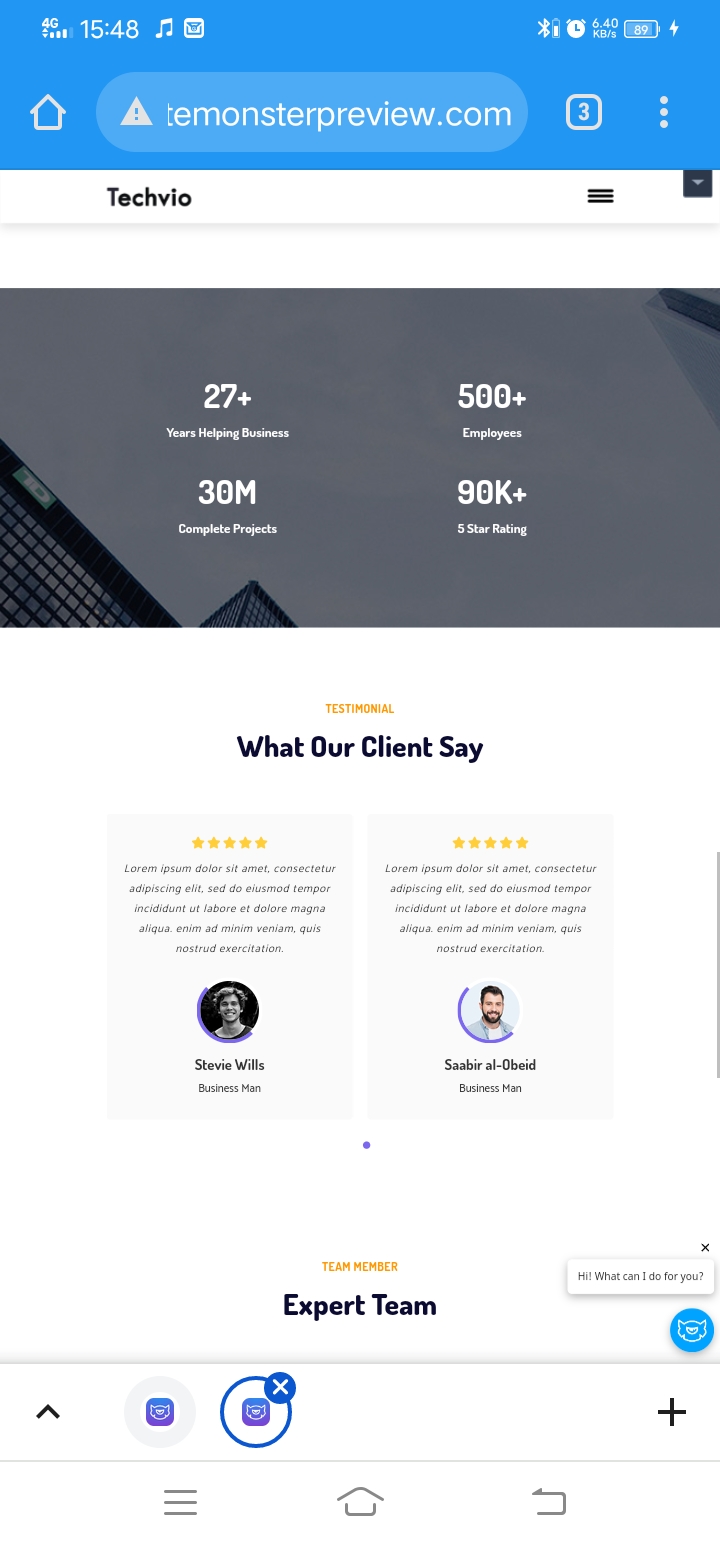 4G 15:48 6.40 KB/s 89
temonsterpreview.com 3
Techvio
27+ 500+
Years Helping Business Employees
30M 90K+
Complete Projects 5 Star Rating
TESTIMONIAL
What Our Client Say
Lorem ipsum dolor sit amet, consectetur
adipiscing elit, sed do eiusmod tempor
incididunt ut labore et dolore magna
aliqua. enim ad minim veniam, quis
nostrud exercitation.
Stevie Wills
Business Man
Lorem ipsum dolor sit amet, consectetur
adipiscing elit, sed do eiusmod tempor
incididunt ut labore et dolore magna
aliqua. enim ad minim veniam, quis
nostrud exercitation.
Saabir al-Obeid
Business Man
TEAM MEMBER
Expert Team
Hi! What can I do for you?